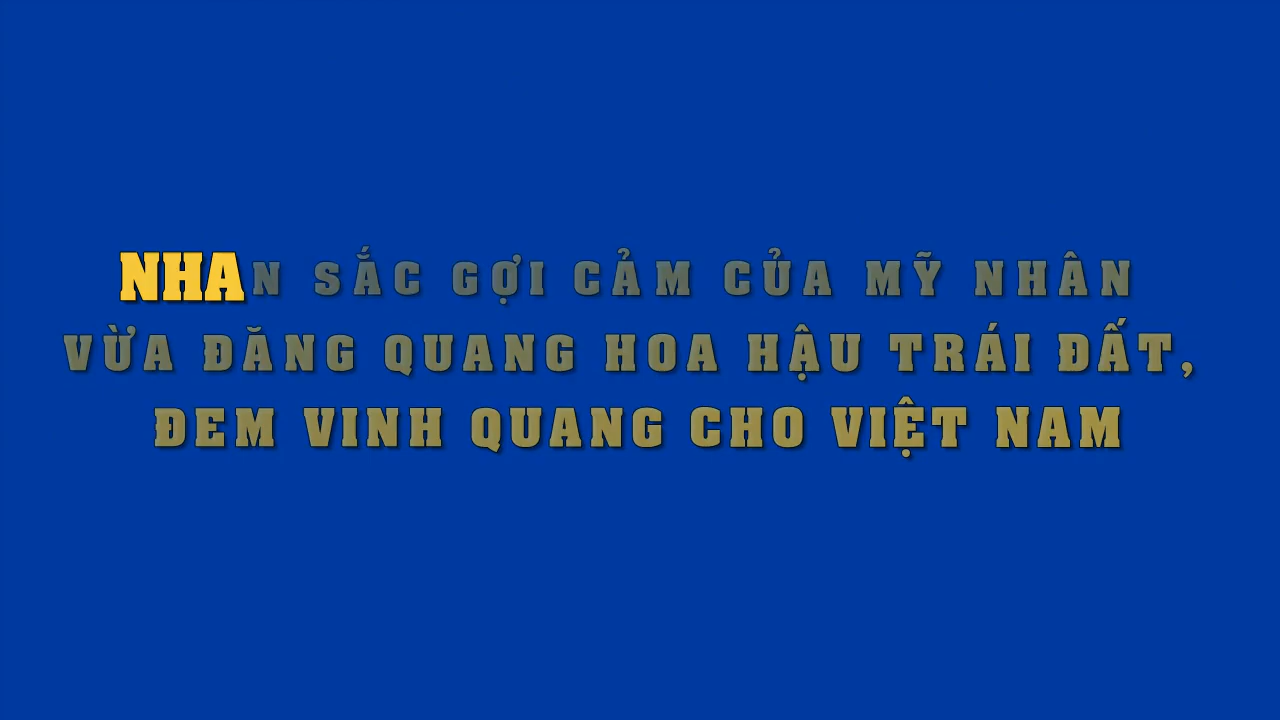 NHAN SẮC GỢI CẢM CỦA MỸ NHÂN
VỪA ĐĂNG QUANG HOA HẬU TRÁI ĐẤT,
ĐEM VINH QUANG CHO VIỆT NAM